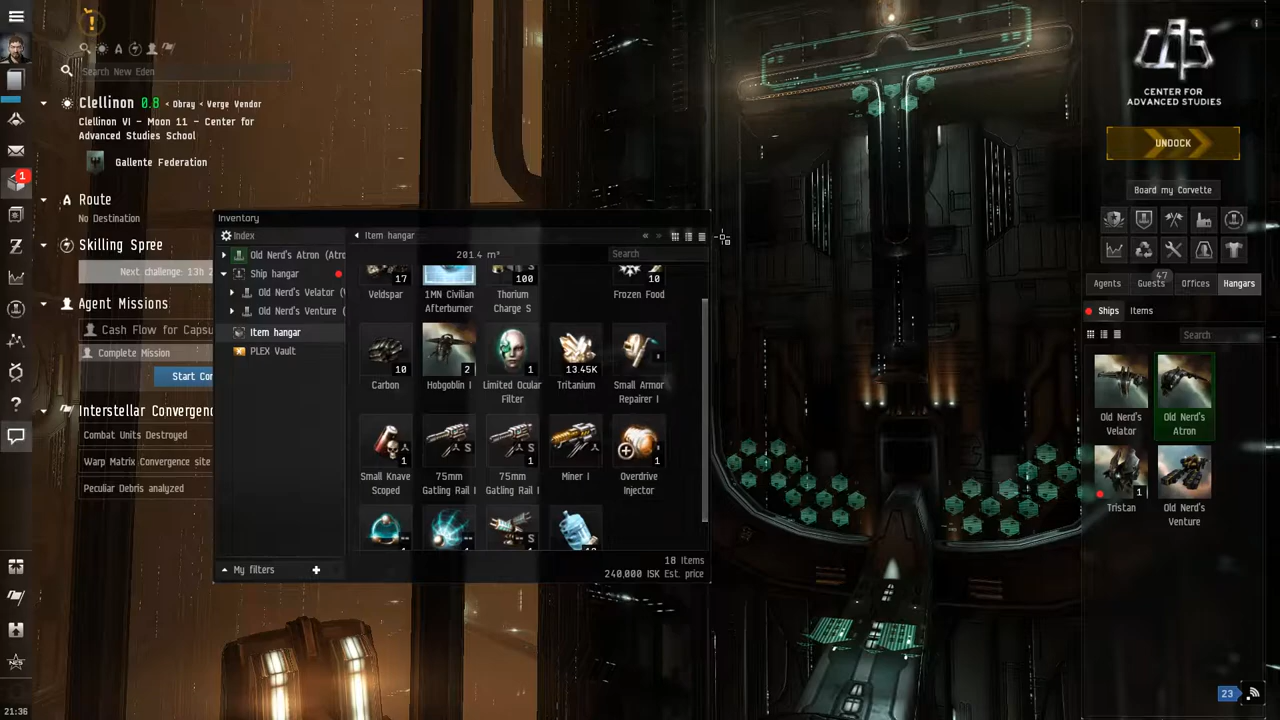 Search New Eden
Clellinon 0.8 < Obray < Verge Vendor
Clellinon VI - Moon 11 - Center for
Advanced Studies School
Gallente Federation
Route
No Destination
Skilling Spree
Next challenge: 13h 2
Agent Missions
Cash Flow for Capsu
Complete Mission
Start Con
Interstellar Convergenc
Combat Units Destroyed
Warp Matrix Convergence site
Peculiar Debris analyzed
1
21:36
Inventory
Index
Old Nerd's Atron (Atro
Ship hangar
Old Nerd's Velator (V
Old Nerd's Venture (
Item hangar
PLEX Vault
My filters
Item hangar
201.4 m³
Search
17
100
10
Veldspar
1MN Civilian
Afterburner
Thorium
Charge S
Frozen Food
10
2
1
13.45K
Carbon
Hobgoblin I
Limited Ocular
Filter
Tritanium
Small Armor
Repairer I
1
S
S
1
1
Small Knave
Scoped
75mm
Gatling Rail I
75mm
Gatling Rail I
Miner I
Overdrive
Injector
18 Items
240,000 ISK Est. price
CAS
CENTER FOR
ADVANCED STUDIES
UNDOCK
Board my Corvette
47
Agents
Guests
Offices
Hangars
Ships
Items
Search
Old Nerd's
Velator
Old Nerd's
Atron
1
Tristan
Old Nerd's
Venture
23